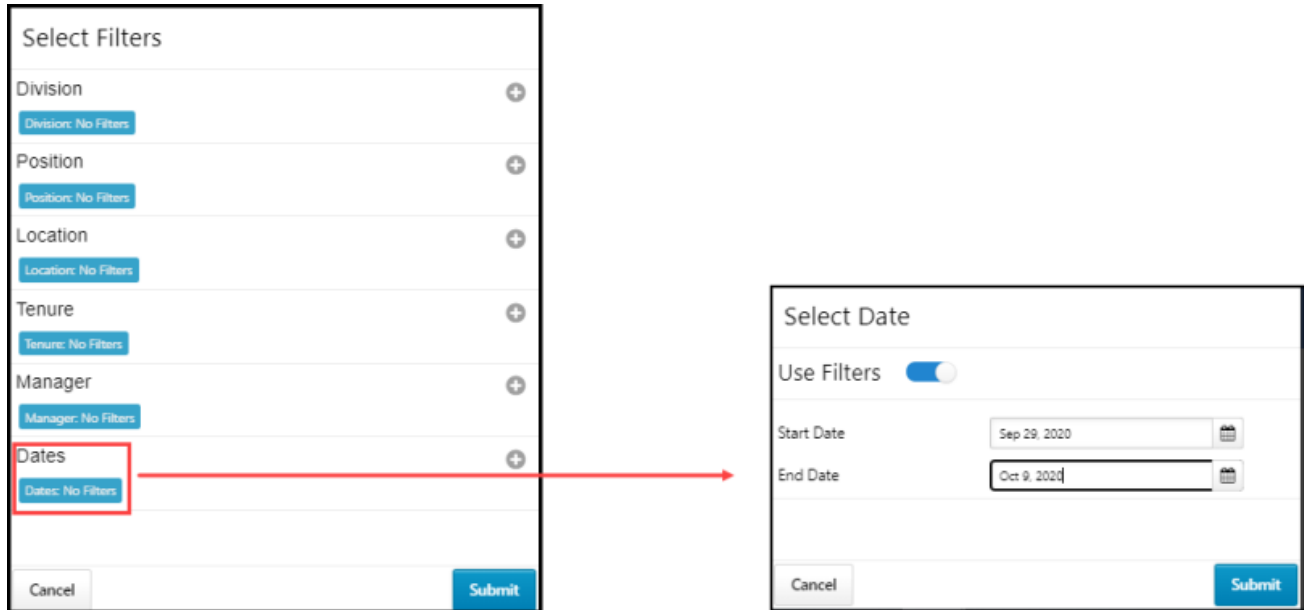 Select Filters
Division
Division: No Filters
Position
Position: No Filters
Location
Location: No Filters
Tenure
Tenure: No Filters
Manager
Manager: No Filters
Dates
Dates: No Filters
Cancel
Submit
Select Date
Use Filters
Start Date
Sep 29, 2020
End Date
Oct 9, 2020
Cancel
Submit